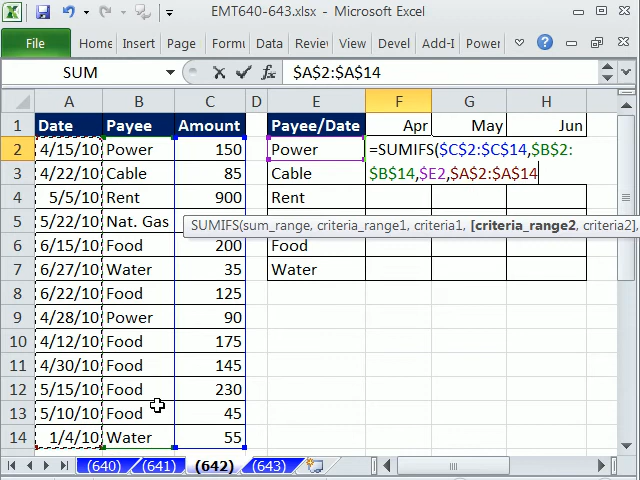 EMT640-643.xlsx - Microsoft Excel
File Home Insert Page Formu Data Review View Devel Add-I Power
SUM $A$2:$A$14
A B C D E F G H
1 Date Payee Amount Payee/Date Apr May Jun
2 4/15/10 Power 150 Power =SUMIFS($C$2:$C$14,$B$2:
3 4/22/10 Cable 85 Cable $B$14,$E2,$A$2:$A$14
4 5/5/10 Rent 900 Rent
5 5/22/10 Nat. Gas SUMIFS(sum_range, criteria_range1, criteria1, [criteria_range2, criteria2],
6 6/15/10 Food 200 Food
7 6/27/10 Water 35 Water
8 6/22/10 Food 125
9 4/28/10 Power 90
10 4/12/10 Food 175
11 4/30/10 Food 145
12 5/15/10 Food 230
13 5/10/10 Food 45
14 1/4/10 Water 55
(640) (641) (642) (643)